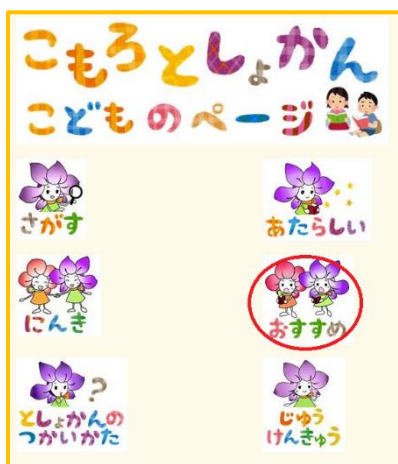 こもろとしょかん
こどものページ
さがす
あたらしい
にんき
おすすめ
?
としょかんの
つかいかた
じゆう
けんきゅう